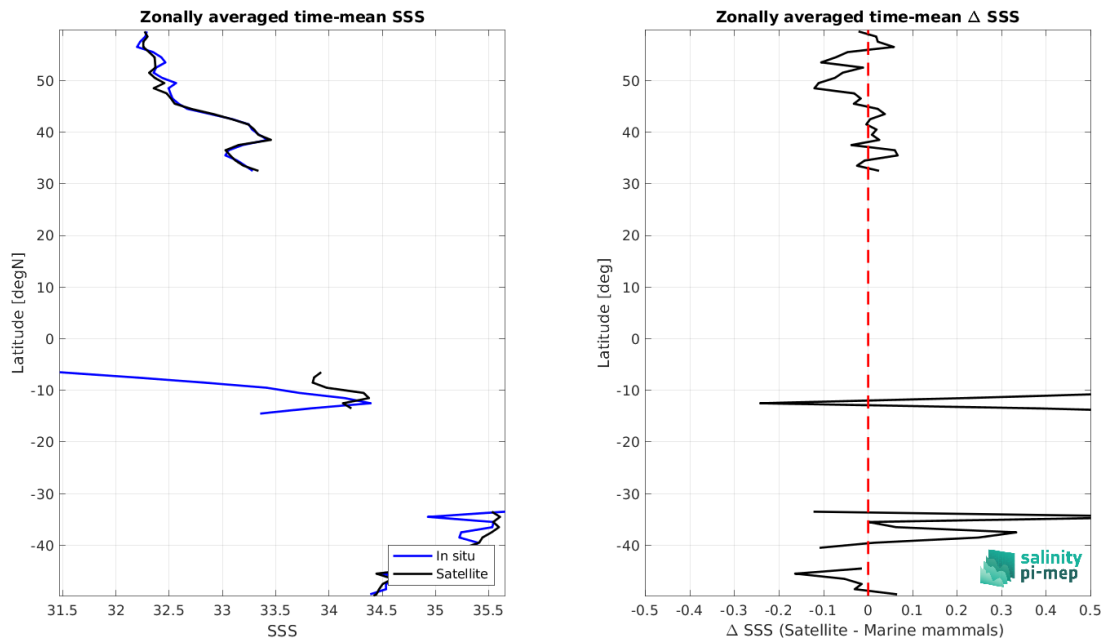 Zonally averaged time-mean SSS
50
40
30
20
10
0
-10
-20
-30
-40
Latitude [degN]
31.5 32 32.5 33 33.5 34 34.5 35 35.5
SSS
In situ
Satellite
Zonally averaged time-mean Δ SSS
50
40
30
20
10
0
-10
-20
-30
-40
Latitude [deg]
-0.5 -0.4 -0.3 -0.2 -0.1 0 0.1 0.2 0.3 0.4 0.5
Δ SSS (Satellite - Marine mammals)
salinity
pi-mep